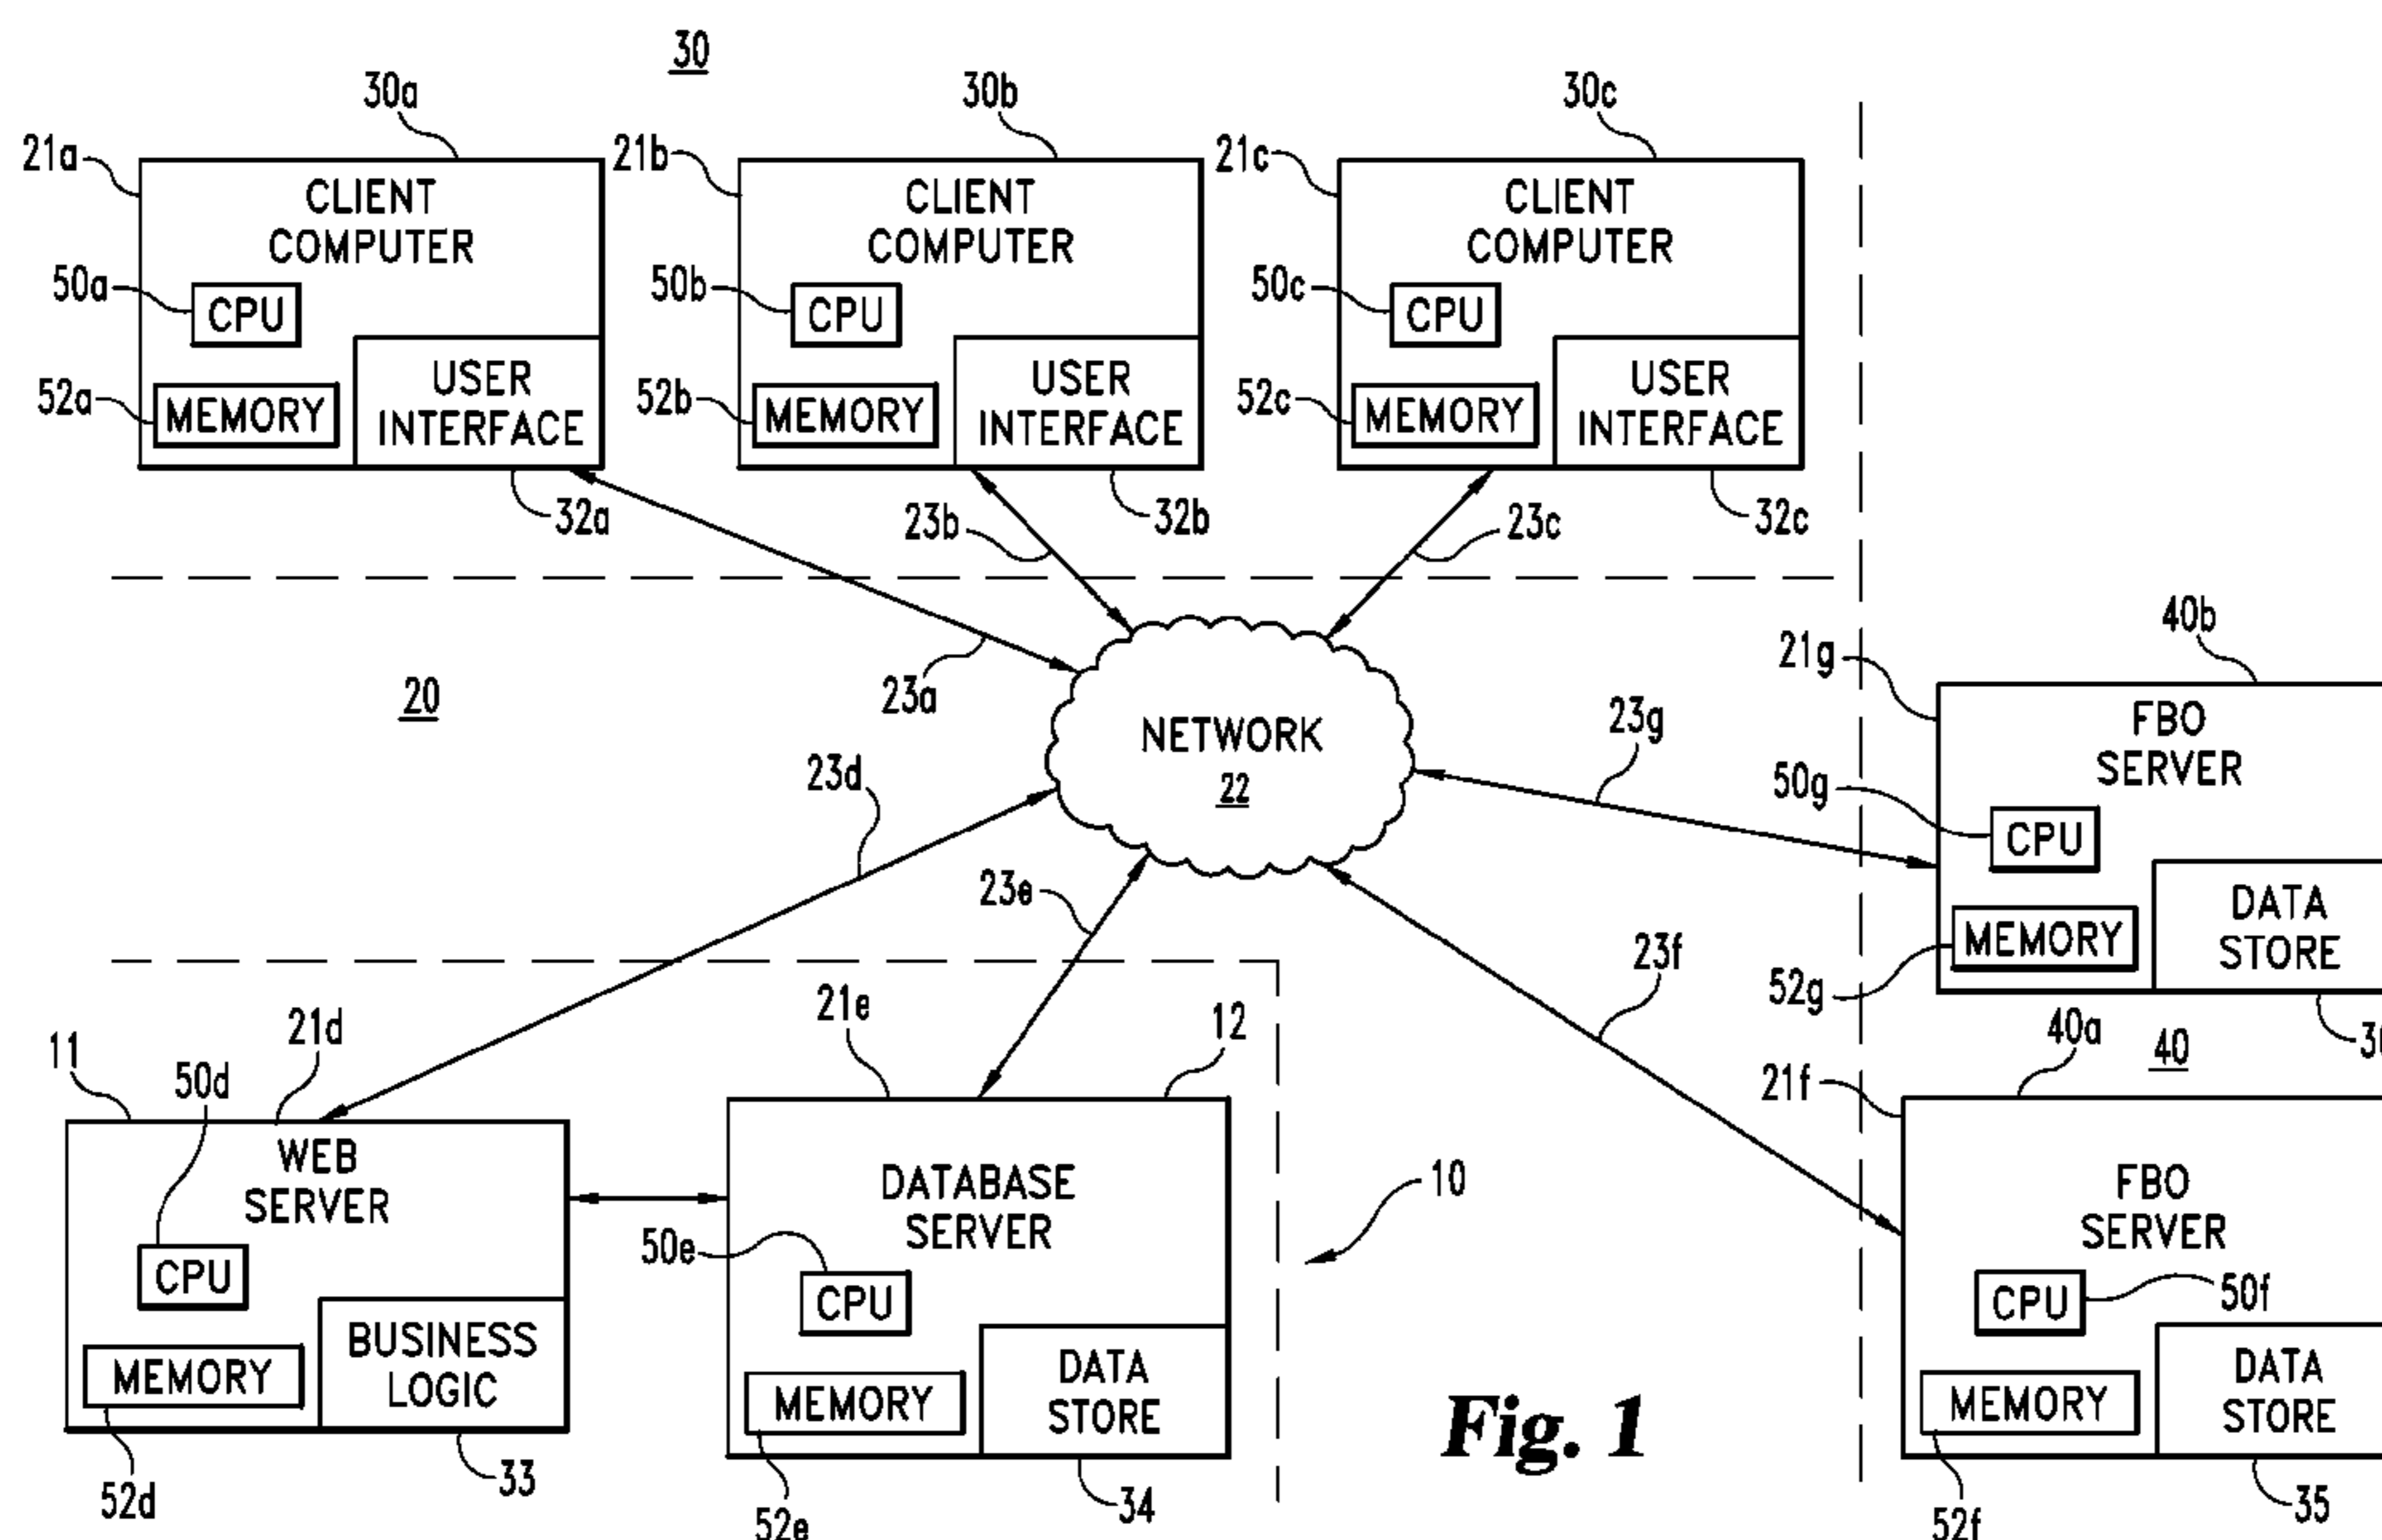 30
30a
30b
30c
21a
21b
21c
CLIENT
COMPUTER
CLIENT
COMPUTER
CLIENT
COMPUTER
50a
CPU
50b
CPU
50c
CPU
52a
MEMORY
USER
INTERFACE
52b
MEMORY
USER
INTERFACE
52c
MEMORY
USER
INTERFACE
32a
23b
32b
23c
32c
20
23a
NETWORK
22
23g
21g
40b
FBO
SERVER
50g
CPU
52g
MEMORY
DATA
STORE
23d
23e
23f
40a
40
11
50d
21d
21e
12
21f
WEB
SERVER
CPU
MEMORY
BUSINESS
LOGIC
52d
33
DATABASE
SERVER
50e
CPU
MEMORY
DATA
STORE
52e
34
10
FBO
SERVER
CPU
50f
MEMORY
DATA
STORE
52f
35
Fig. 1